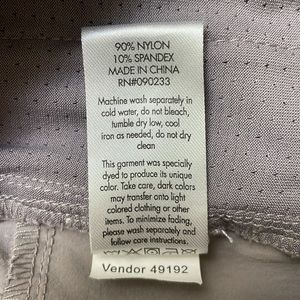 90% NYLON
10% SPANDEX
MADE IN CHINA
RN#090233
Machine wash separately in
cold water, do not bleach,
tumble dry low, cool
iron as needed, do not dry
clean
This garment was specially
dyed to produce its unique
color. Take care, dark colors
may transfer onto light
colored clothing or other
items. To minimize fading,
please wash separately and
follow care instructions.
Vendor 49192